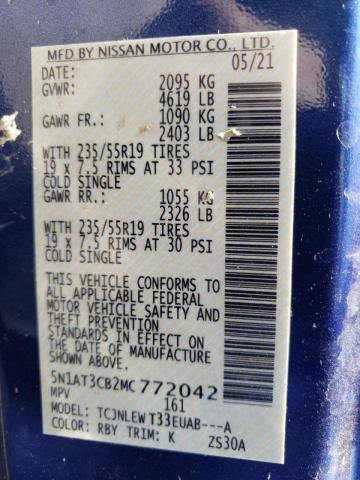 MFD BY NISSAN MOTOR CO., LTD.
DATE: 05/21
GVWR: 2095 KG
4619 LB
GAWR FR.: 1090 KG
2403 LB
WITH 235/55R19 TIRES
19 x 7.5 RIMS AT 33 PSI
COLD SINGLE
GAWR RR.: 1055 KG
2326 LB
WITH 235/55R19 TIRES
19 x 7.5 RIMS AT 30 PSI
COLD SINGLE
THIS VEHICLE CONFORMS TO
ALL APPLICABLE FEDERAL
MOTOR VEHICLE SAFETY AND
THEFT PREVENTION
STANDARDS IN EFFECT ON
THE DATE OF MANUFACTURE
SHOWN ABOVE.
5N1AT3CB2MC 772042
MPV 161
MODEL: TCJNLEW T33EUAB---A
COLOR: RBY TRIM: K ZS30A